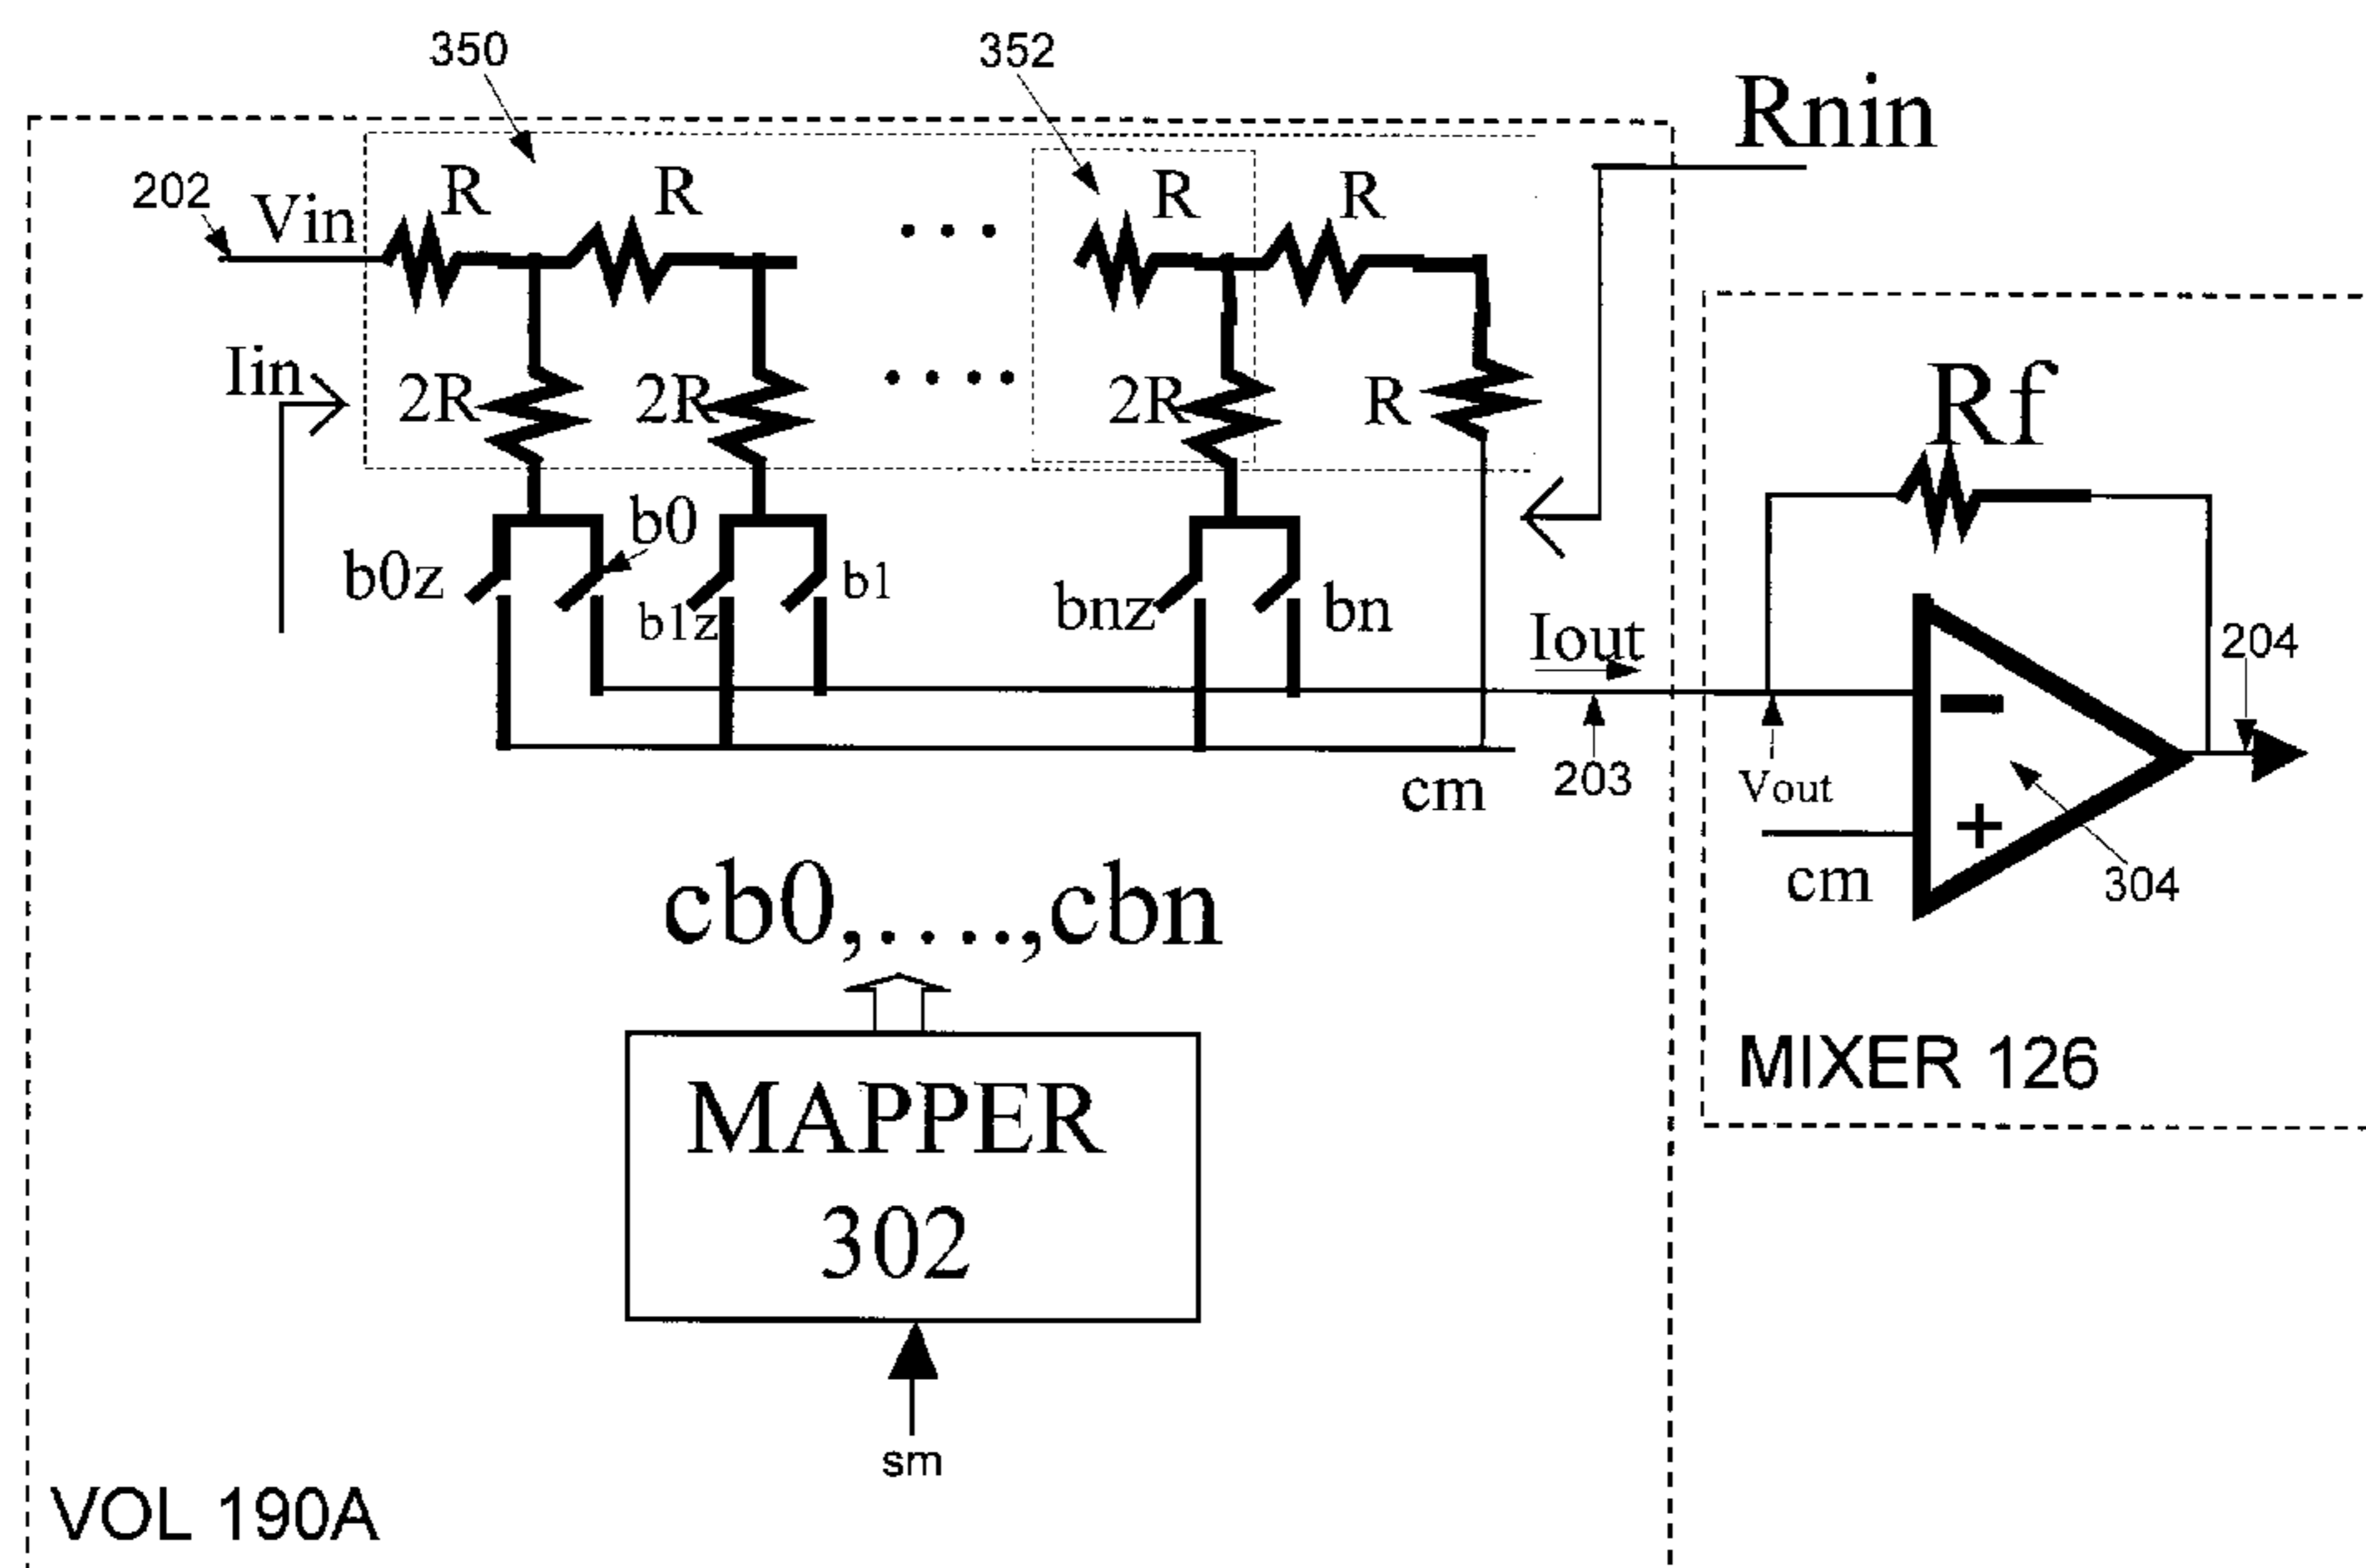 350
352
Rnin
202
Vin
R
R
...
R
R
Iin
2R
2R
....
2R
R
Rf
b0z
b0
b1z
b1
bnz
bn
Iout
204
203
Vout
cm
cm
304
cb0,....,cbn
MAPPER
302
MIXER 126
sm
VOL 190A